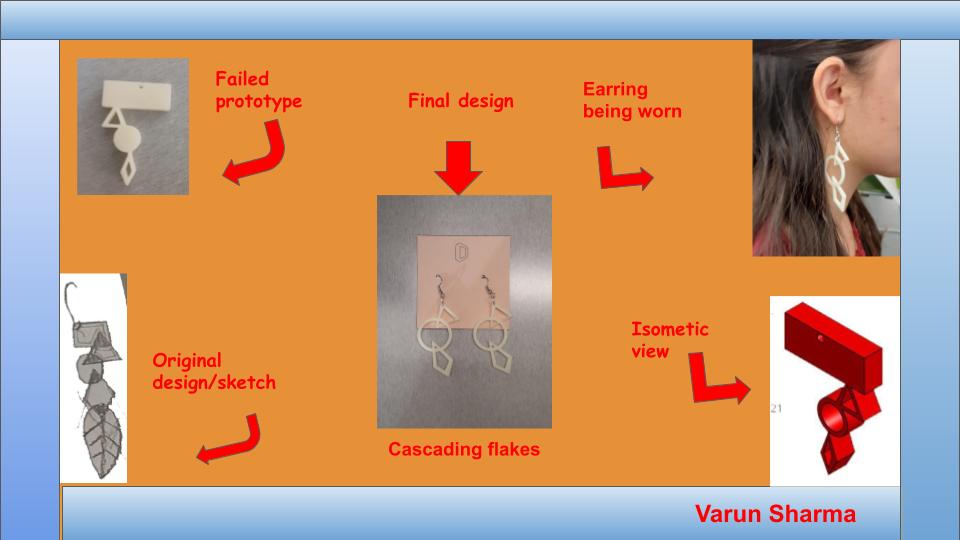 Failed
prototype
Final design
Earring
being worn
Original
design/sketch
Isometic
view
21
Cascading flakes
Varun Sharma